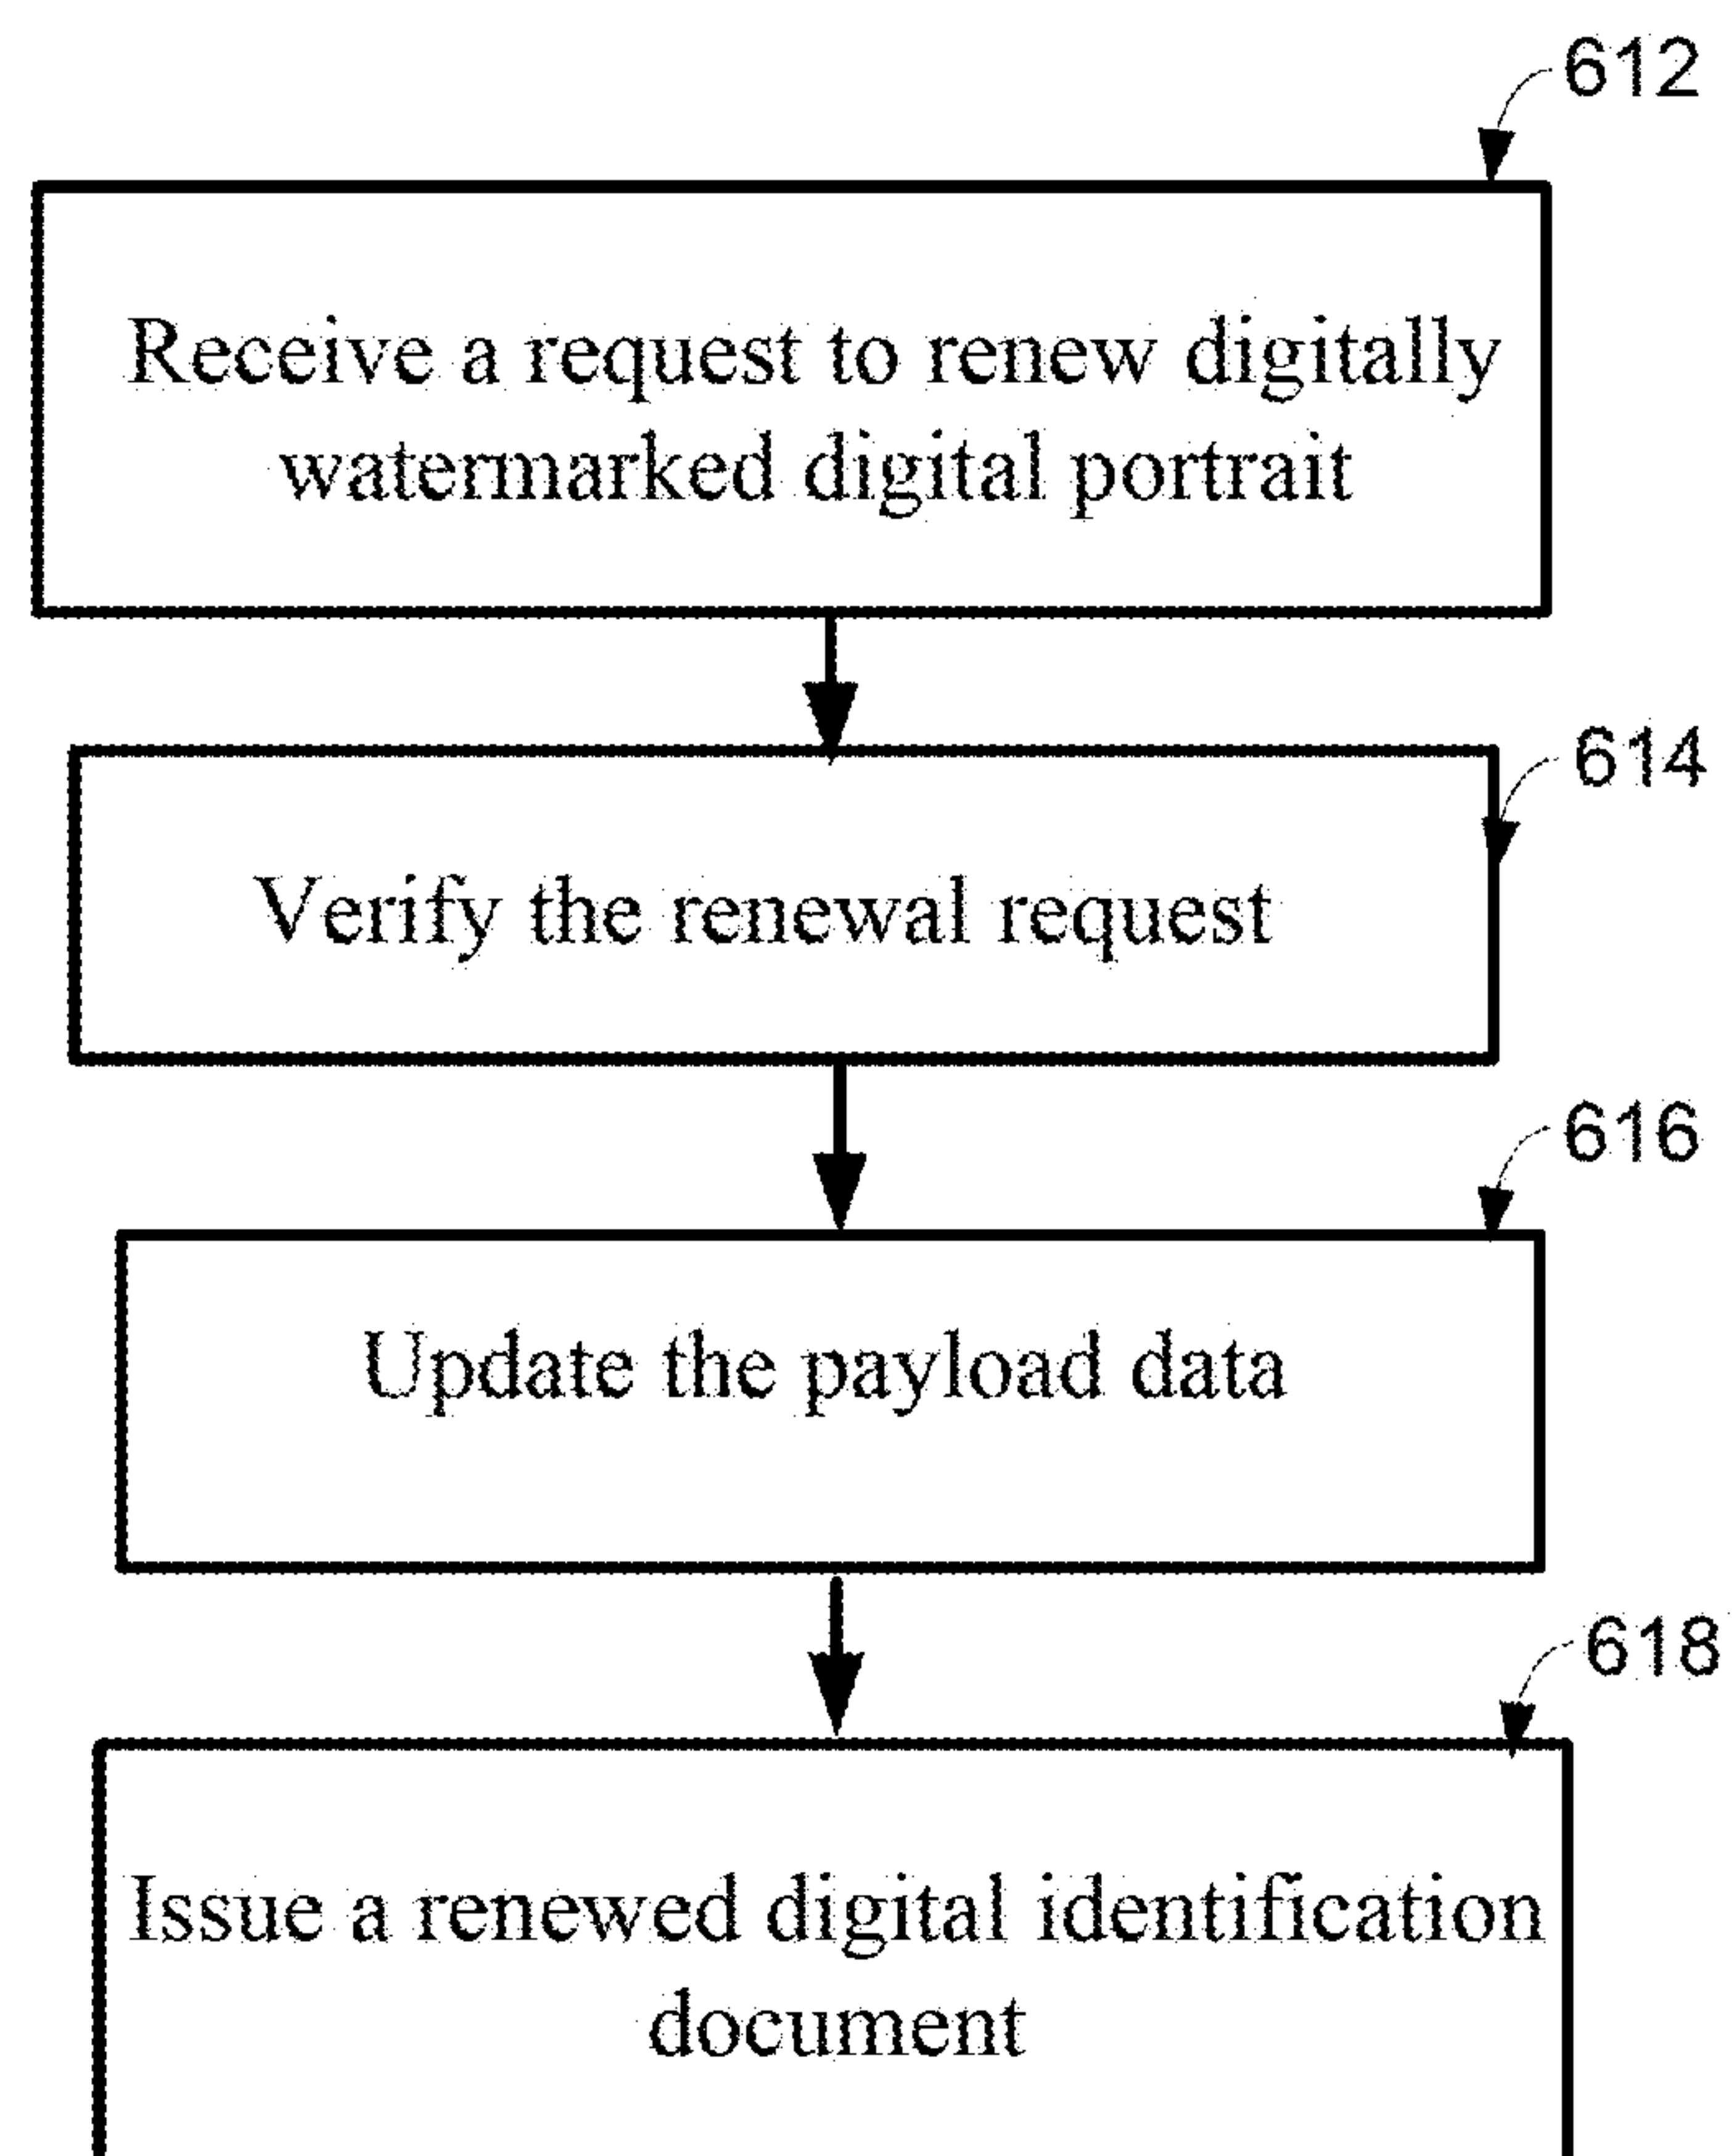 612
Receive a request to renew digitally
watermarked digital portrait
614
Verify the renewal request
616
Update the payload data
618
Issue a renewed digital identification
document